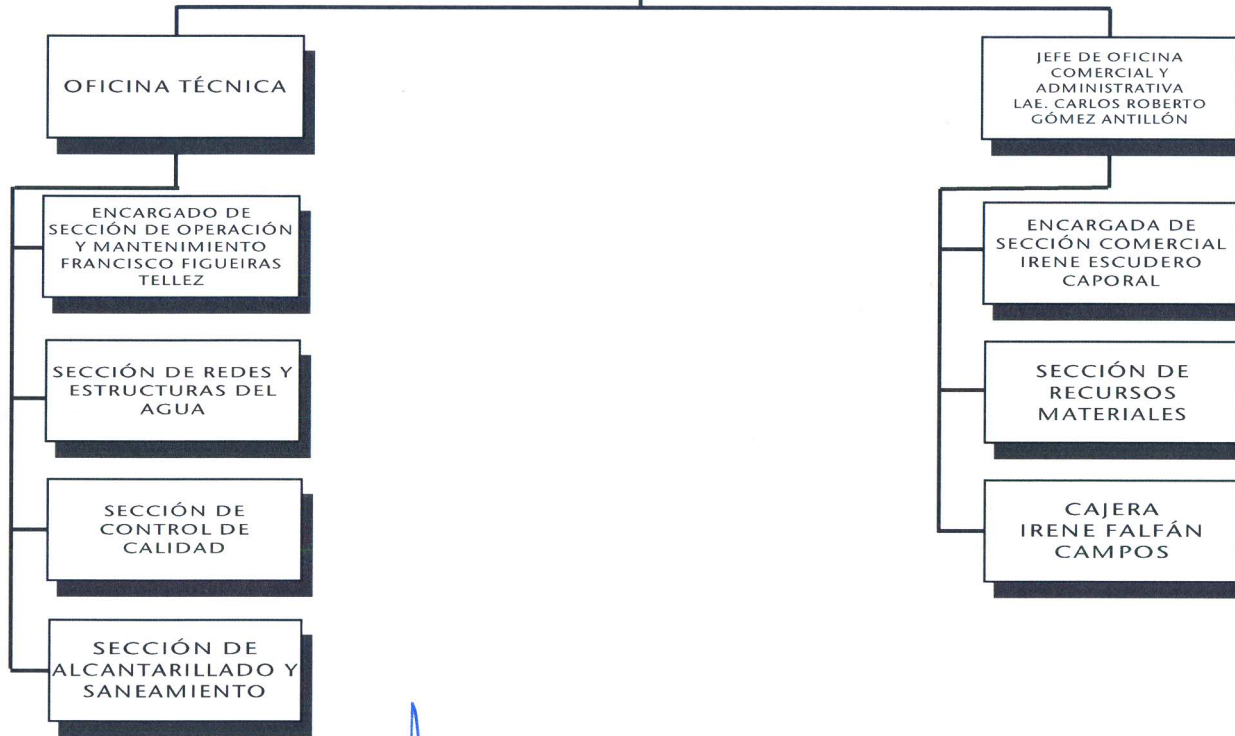 OFICINA TÉCNICA
ENCARGADO DE
SECCIÓN DE OPERACIÓN
Y MANTENIMIENTO
FRANCISCO FIGUEIRAS
TELLEZ
SECCIÓN DE REDES Y
ESTRUCTURAS DEL
AGUA
SECCIÓN DE
CONTROL DE
CALIDAD
SECCIÓN DE
ALCANTARILLADO Y
SANEAMIENTO
JEFE DE OFICINA
COMERCIAL Y
ADMINISTRATIVA
LAE. CARLOS ROBERTO
GÓMEZ ANTILLÓN
ENCARGADA DE
SECCIÓN COMERCIAL
IRENE ESCUDERO
CAPORAL
SECCIÓN DE
RECURSOS
MATERIALES
CAJERA
IRENE FALFÁN
CAMPOS